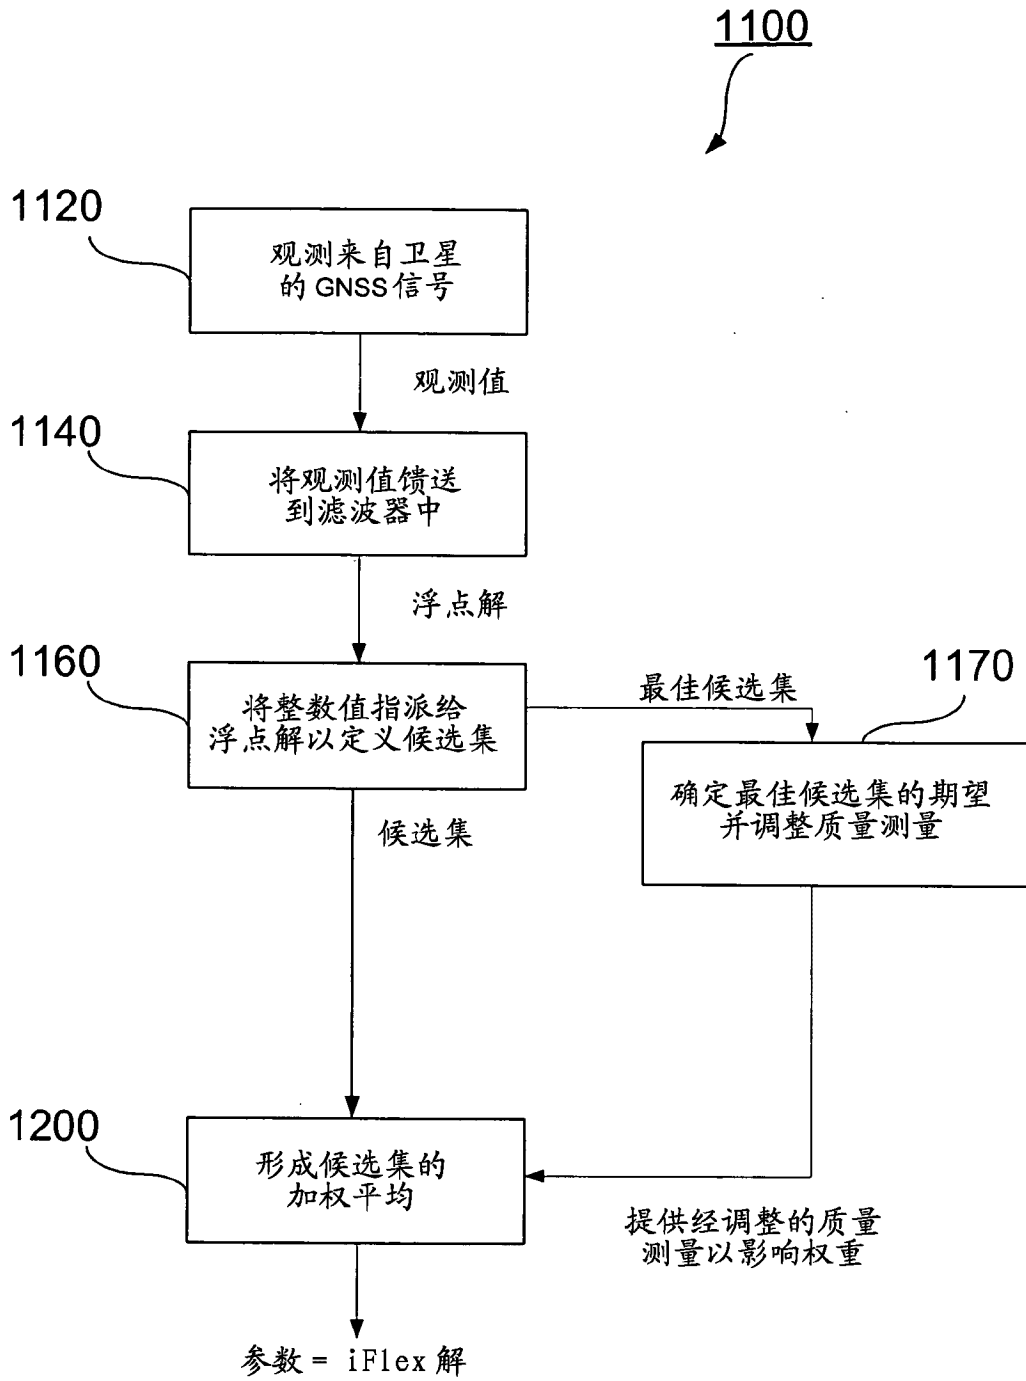 1100
1120
观测来自卫星
的 GNSS 信号
观测值
1140
将观测值馈送
到滤波器中
浮点解
1160
将整数值指派给
浮点解以定义候选集
最佳候选集
1170
确定最佳候选集的期望
并调整质量测量
候选集
1200
形成候选集的
加权平均
提供经调整的质量
测量以影响权重
参数 = iFlex 解